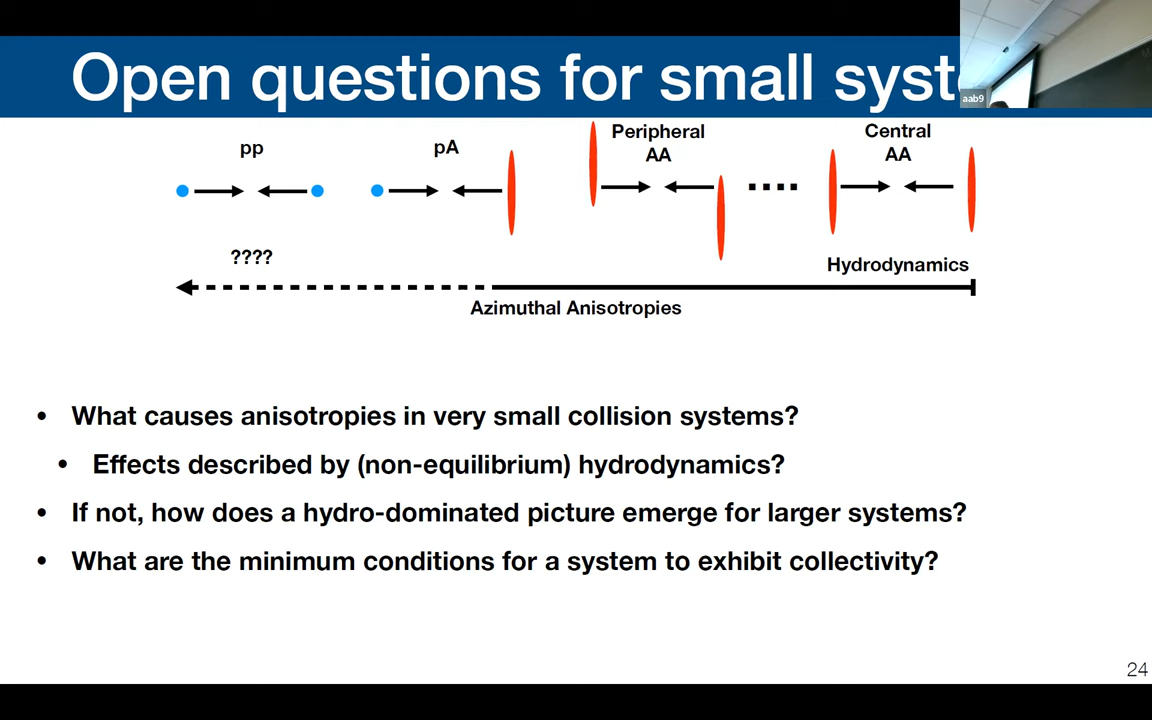 Open questions for small syst
aab9
pp
pA
Peripheral
AA
Central
AA
????
Hydrodynamics
Azimuthal Anisotropies
• What causes anisotropies in very small collision systems?
• Effects described by (non-equilibrium) hydrodynamics?
• If not, how does a hydro-dominated picture emerge for larger systems?
• What are the minimum conditions for a system to exhibit collectivity?
24